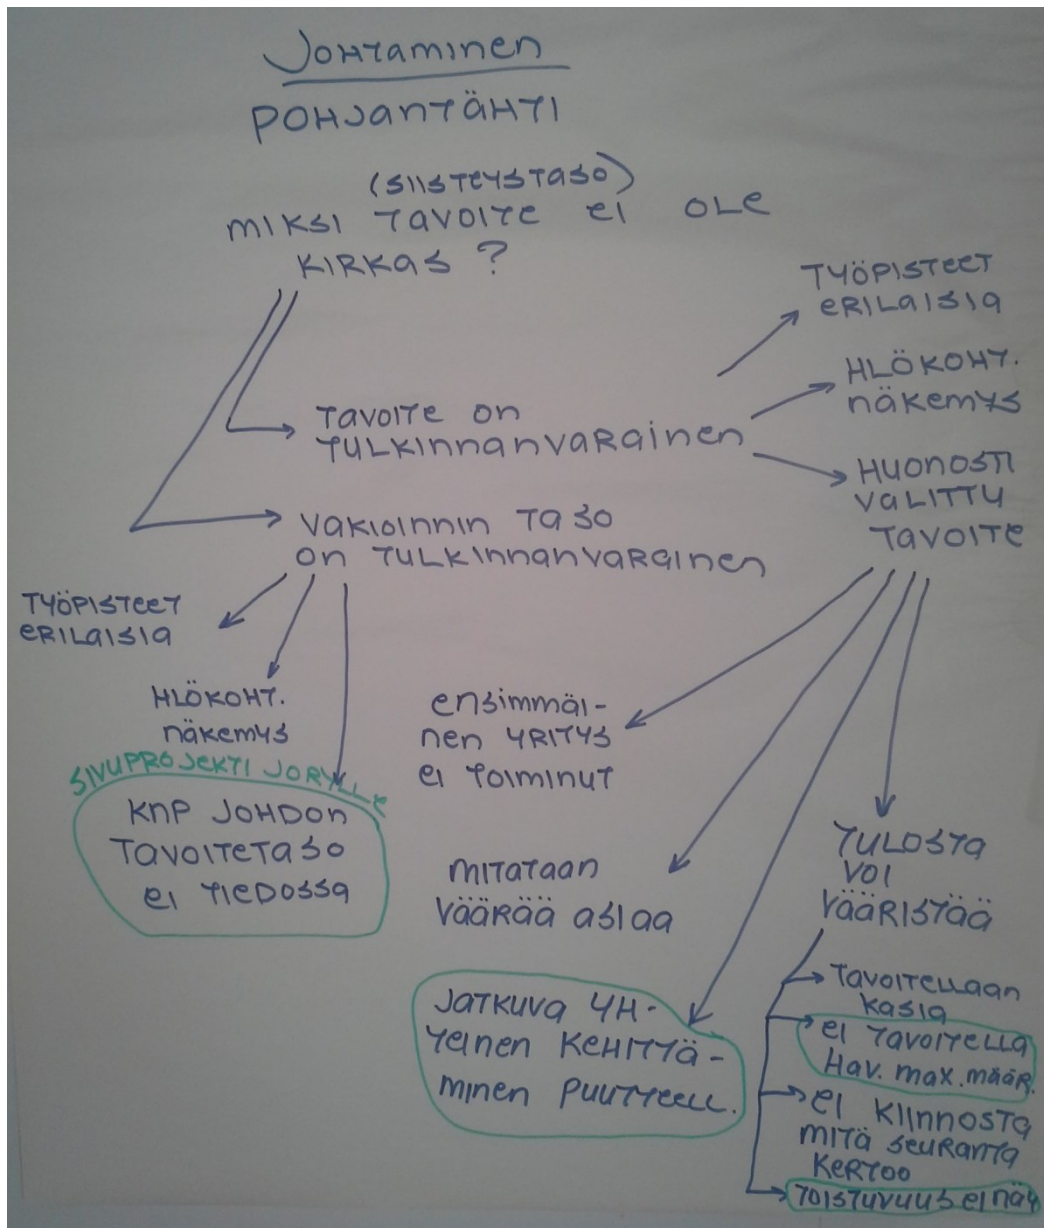 JOHTAMINEN
POHJANTÄHTI
(SIISTEYSTASO)
MIKSI TAVOITE EI OLE
KIRKAS ?
TYÖPISTEET
ERILAISIA
HLÖKOHT.
NÄKEMYS
TAVOITE ON
TULKINNANVARAINEN
HUONOSTI
VALITTU
TAVOITE
VAKIOINNIN TASO
ON TULKINNANVARAINEN
TYÖPISTEET
ERILAISIA
HLÖKOHT.
NÄKEMYS
SIVUPROJEKTI JORYLLE
KNP JOHDON
TAVOITETASO
EI TIEDOSSA
ENSIMMÄI-
NEN YRITYS
EI TOIMINUT
MITATAAN
VÄÄRÄÄ ASIAA
JATKUVA YH-
TEINEN KEHITTÄ-
MINEN PUUTTEELL.
TULOSTA
VOI
VÄÄRISTÄÄ
TAVOITELLAAN
KASIA
EI TAVOITELLA
HAV. MAX. MÄÄR.
EI KIINNOSTA
MITÄ SEURANTA
KERTOO
TOISTUVUUS EI NÄY